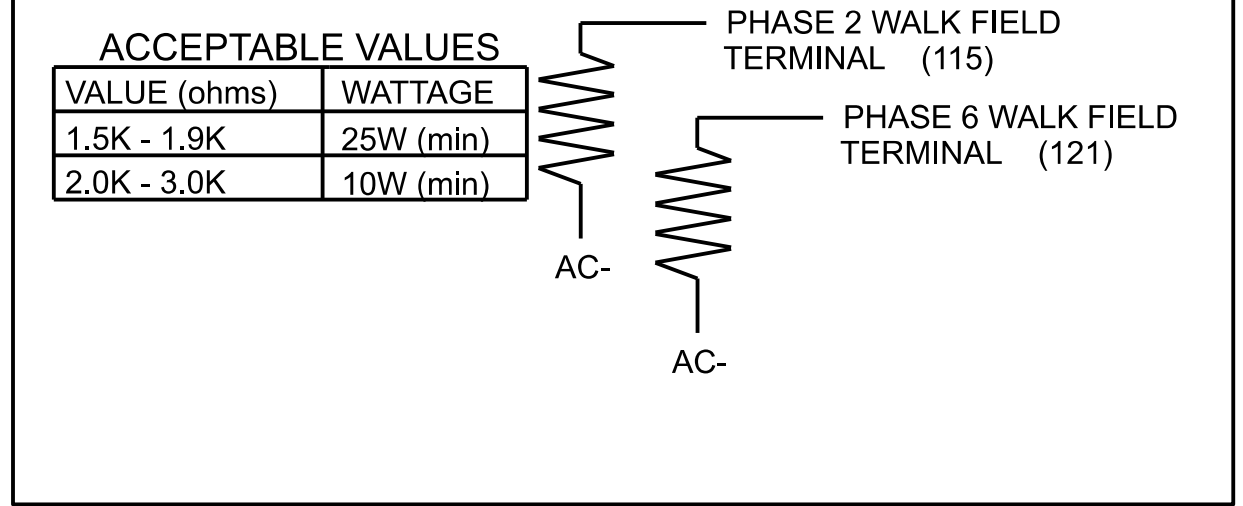 ACCEPTABLE VALUES
VALUE (ohms) WATTAGE
1.5K - 1.9K 25W (min)
2.0K - 3.0K 10W (min)
PHASE 2 WALK FIELD
TERMINAL (115)
AC-
PHASE 6 WALK FIELD
TERMINAL (121)
AC-